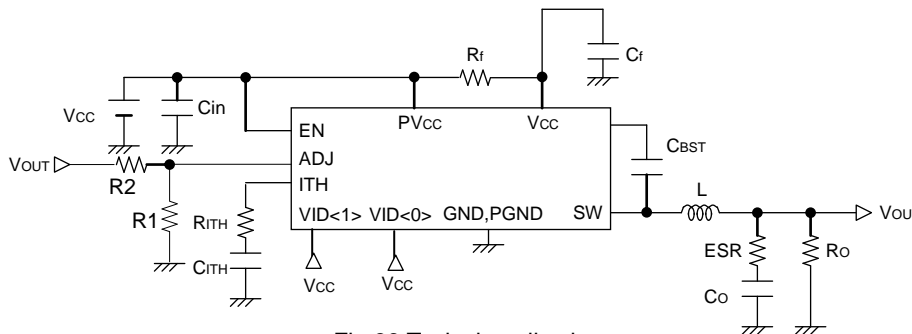 Rf
Cf
VCC
Cin
PVCC
VCC
EN
CBST
VOUT
ADJ
L
R2
ITH
R1
RITH
VID<1> VID<0> GND,PGND SW
VOU
CITH
ESR
RO
VCC
VCC
CO